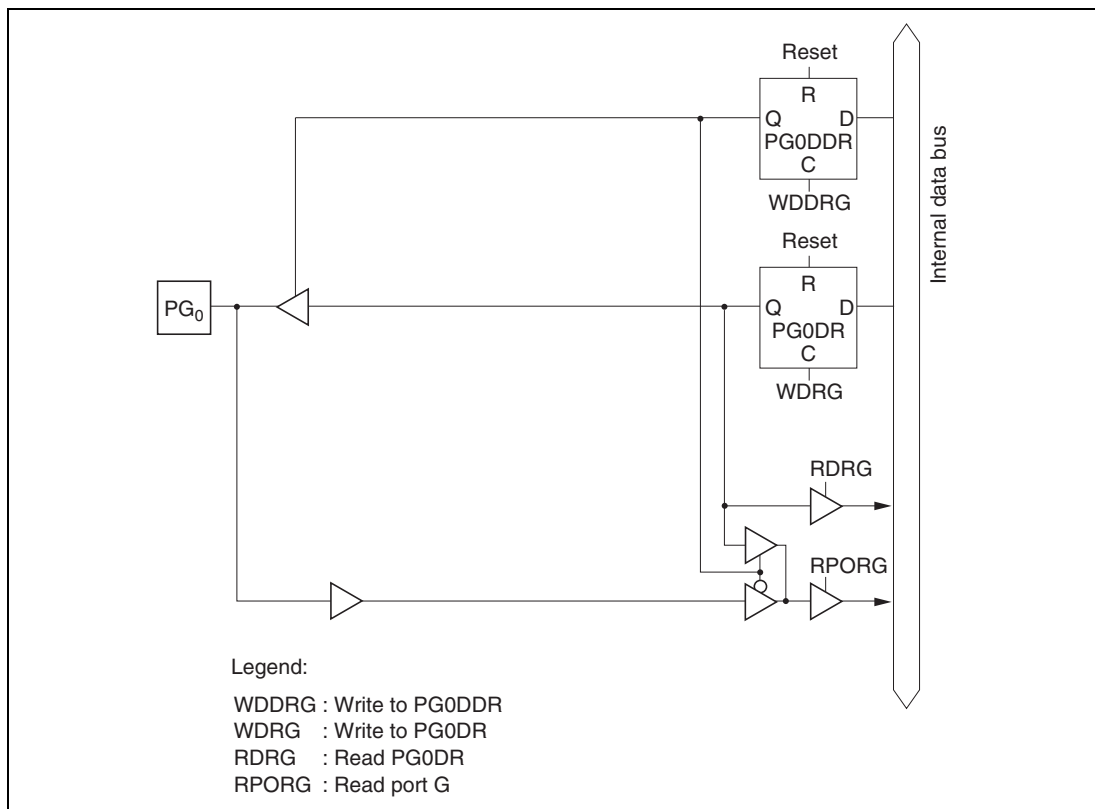 Reset
R
Q D
PG0DDR
C
WDDRG
Internal data bus
Reset
R
PG₀
Q D
PG0DR
C
WDRG
RDRG
RPORG
Legend:
WDDRG : Write to PG0DDR
WDRG : Write to PG0DR
RDRG : Read PG0DR
RPORG : Read port G